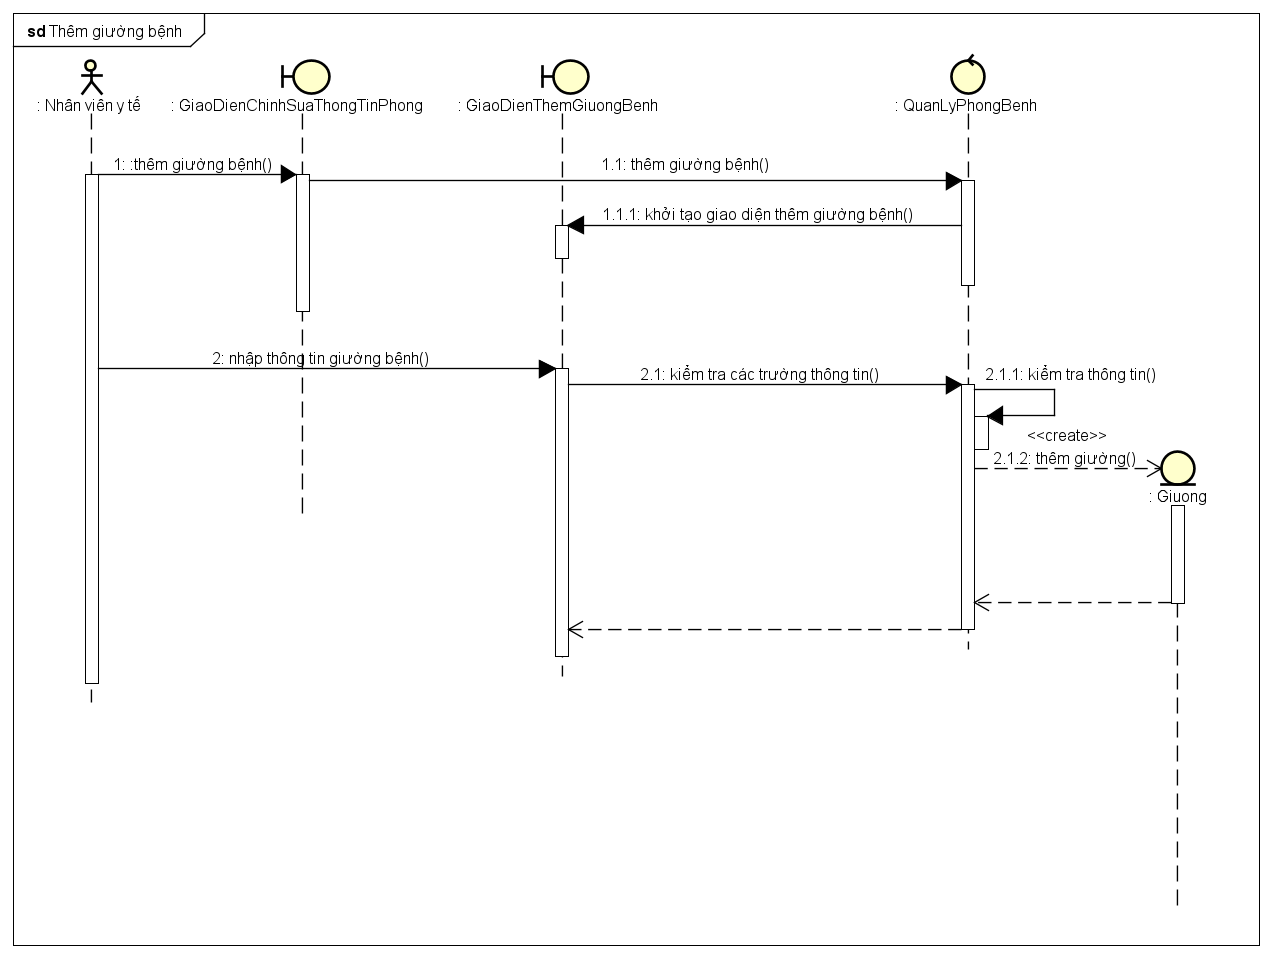 sd Thêm giường bệnh
: Nhân viên y tế
: GiaoDienChinhSuaThongTinPhong
: GiaoDienThemGiuongBenh
: QuanLyPhongBenh
1: :thêm giường bệnh()
1.1: thêm giường bệnh()
1.1.1: khởi tạo giao diện thêm giường bệnh()
2: nhập thông tin giường bệnh()
2.1: kiểm tra các trường thông tin()
2.1.1: kiểm tra thông tin()
<<create>>
2.1.2: thêm giường()
: Giuong